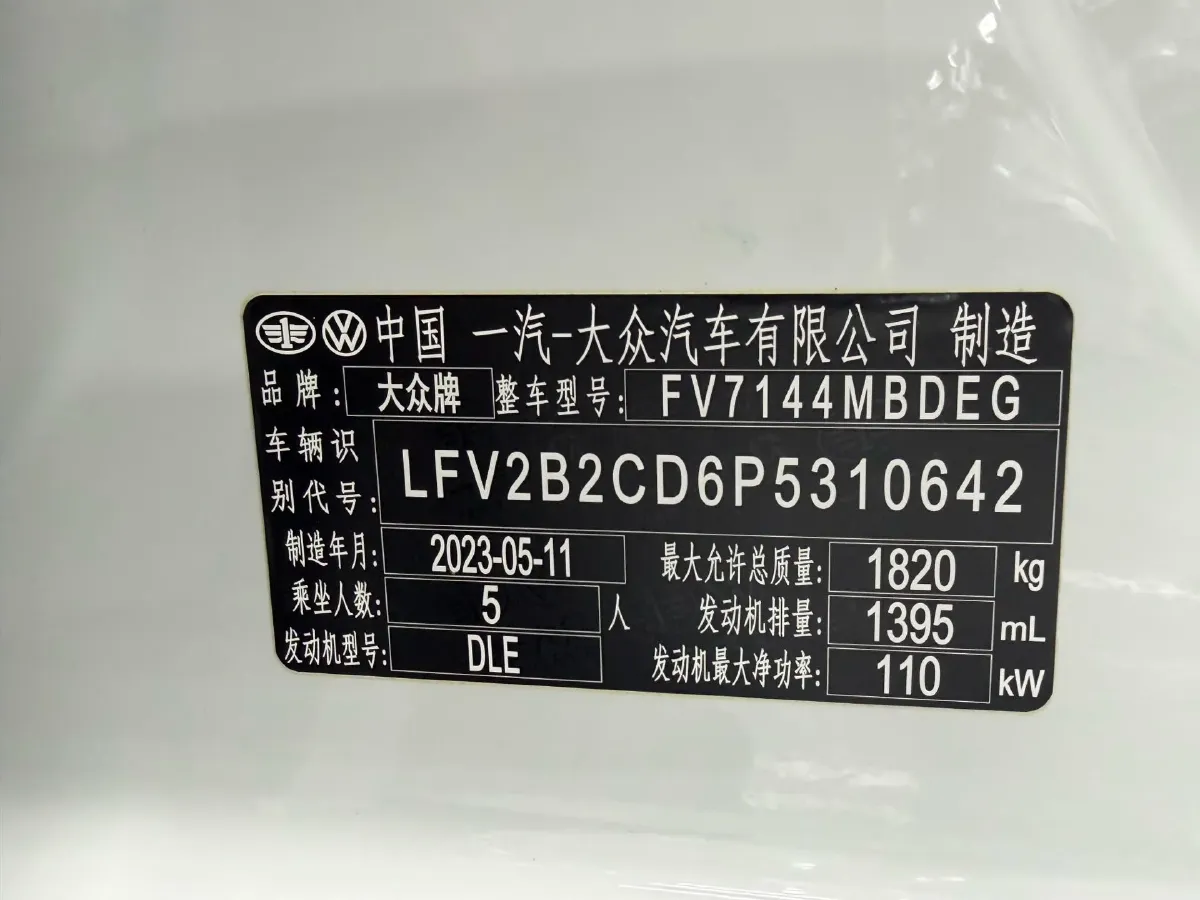 中国 一汽-大众汽车有限公司 制造
品牌: 大众牌 整车型号: FV7144MBDEG
车辆识别代号: LFV2B2CD6P5310642
制造年月: 2023-05-11 最大允许总质量: 1820 kg
乘坐人数: 5 人 发动机排量: 1395 mL
发动机型号: DLE 发动机最大净功率: 110 kW